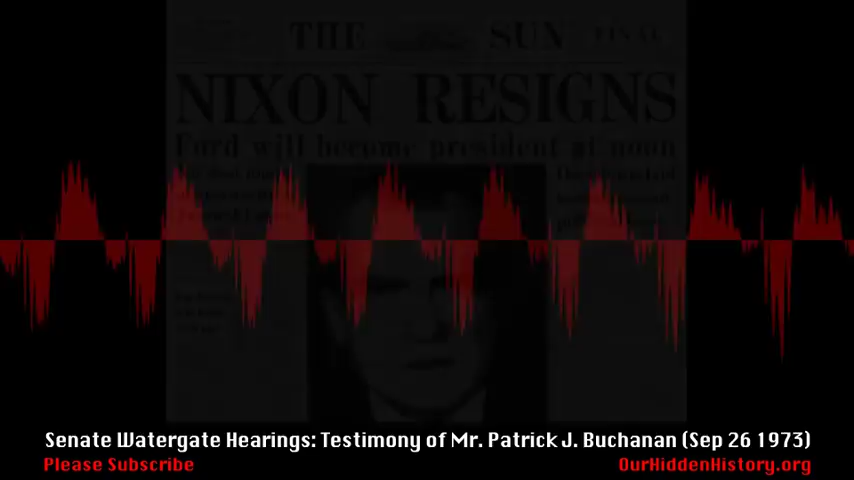 THE SUN FINAL
NIXON RESIGNS
Ford will become president at noon
Senate Watergate Hearings: Testimony of Mr. Patrick J. Buchanan (Sep 26 1973)
Please Subscribe
OurHiddenHistory.org